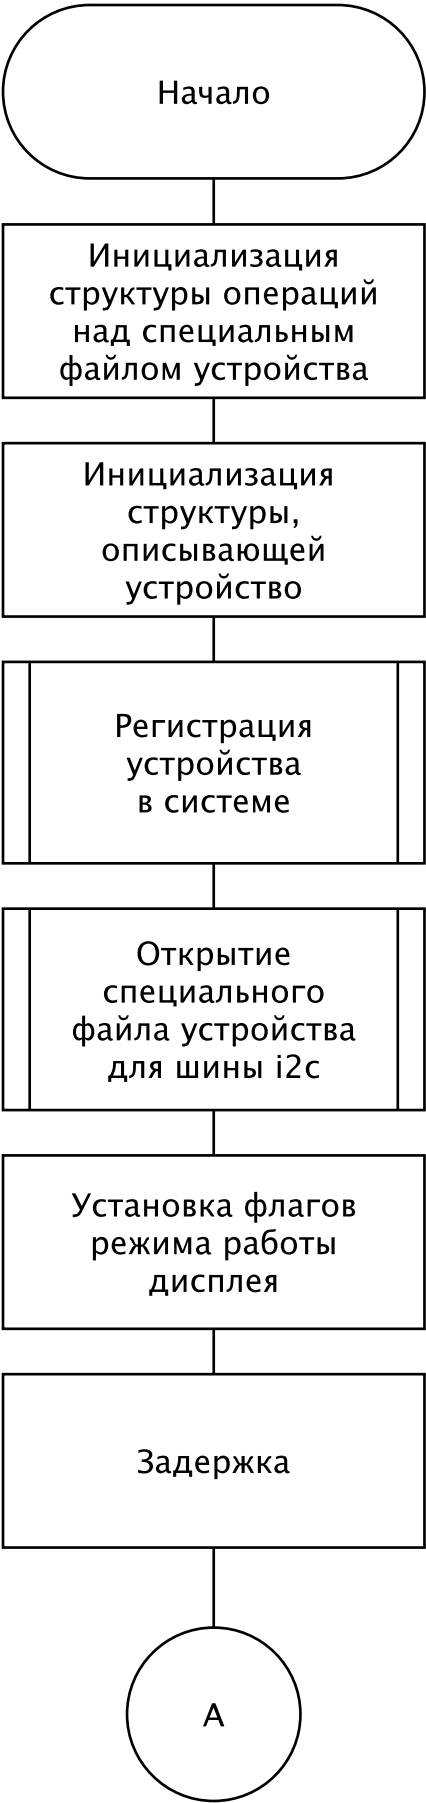 Начало
Инициализация
структуры операций
над специальным
файлом устройства
Инициализация
структуры,
описывающей
устройство
Регистрация
устройства
в системе
Открытие
специального
файла устройства
для шины i2c
Установка флагов
режима работы
дисплея
Задержка
А